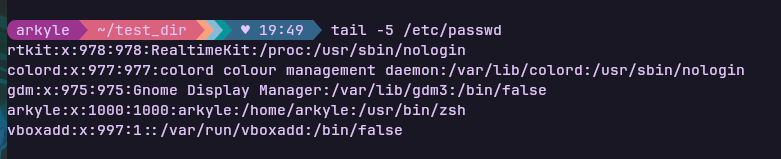 arkyle ~/test_dir ♥ 19:49 tail -5 /etc/passwd
rtkit:x:978:978:RealtimeKit:/proc:/usr/sbin/nologin
colord:x:977:977:colord colour management daemon:/var/lib/colord:/usr/sbin/nologin
gdm:x:975:975:Gnome Display Manager:/var/lib/gdm3:/bin/false
arkyle:x:1000:1000:arkyle:/home/arkyle:/usr/bin/zsh
vboxadd:x:997:1::/var/run/vboxadd:/bin/false